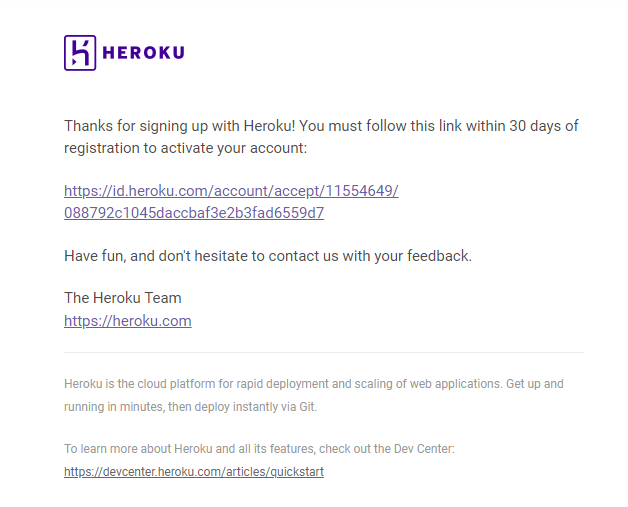 HEROKU
Thanks for signing up with Heroku! You must follow this link within 30 days of
registration to activate your account:
https://id.heroku.com/account/accept/11554649/
088792c1045daccbaf3e2b3fad6559d7
Have fun, and don't hesitate to contact us with your feedback.
The Heroku Team
https://heroku.com
Heroku is the cloud platform for rapid deployment and scaling of web applications. Get up and
running in minutes, then deploy instantly via Git.
To learn more about Heroku and all its features, check out the Dev Center:
https://devcenter.heroku.com/articles/quickstart